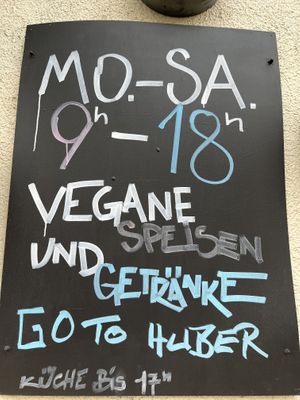 MO.-SA.
9h-18h
VEGANE
SPEISEN
UND
GETRÄNKE
GO TO HUBER
KÜCHE BIS 17h